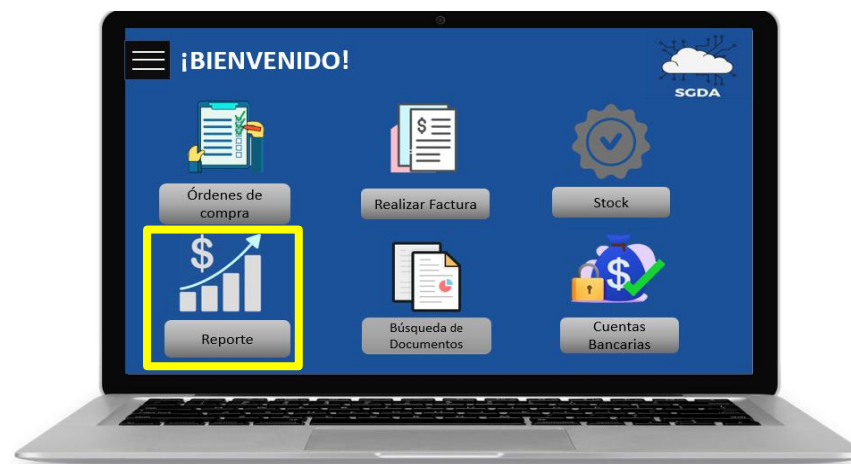 ¡BIENVENIDO!
SGDA
Órdenes de
compra
Realizar Factura
Stock
Reporte
Búsqueda de
Documentos
Cuentas
Bancarias